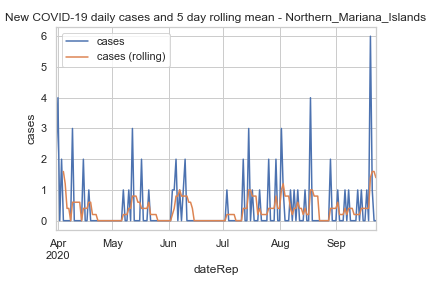 New COVID-19 daily cases and 5 day rolling mean - Northern_Mariana_Islands
cases
cases (rolling)
6
5
4
3
2
1
0
cases
Apr May Jun Jul Aug Sep
2020
dateRep